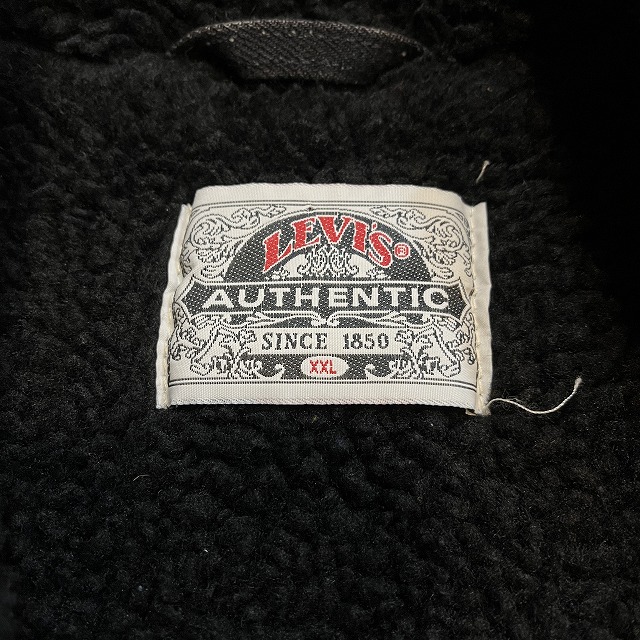 LEVI'S®
AUTHENTIC
SINCE 1850
XXL